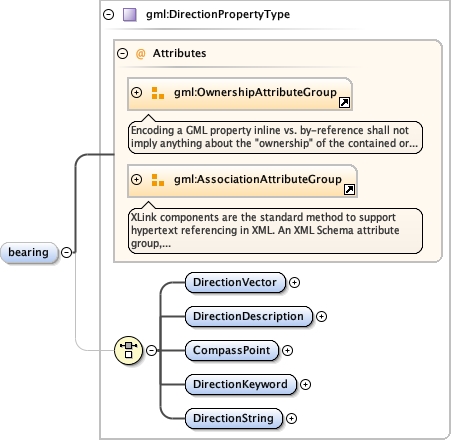 gml:DirectionPropertyType
@ Attributes
gml:OwnershipAttributeGroup
Encoding a GML property inline vs. by-reference shall not
imply anything about the "ownership" of the contained or...
gml:AssociationAttributeGroup
XLink components are the standard method to support
hypertext referencing in XML. An XML Schema attribute
group,...
bearing
DirectionVector
DirectionDescription
CompassPoint
DirectionKeyword
DirectionString